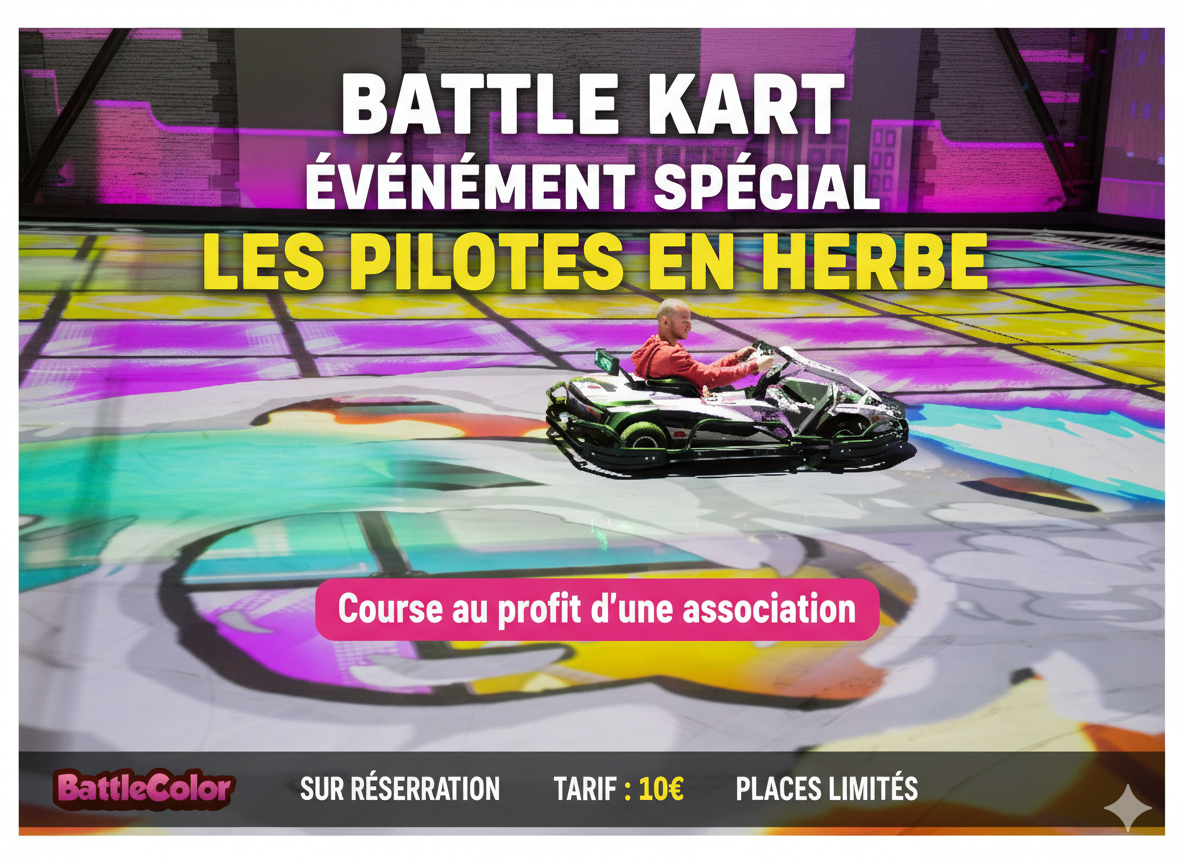 BATTLE KART
ÉVÉNÉMENT SPÉCIAL
LES PILOTES EN HERBE
Course au profit d'une association
BattleColor SUR RÉSERRATION TARIF : 10€ PLACES LIMITÉS